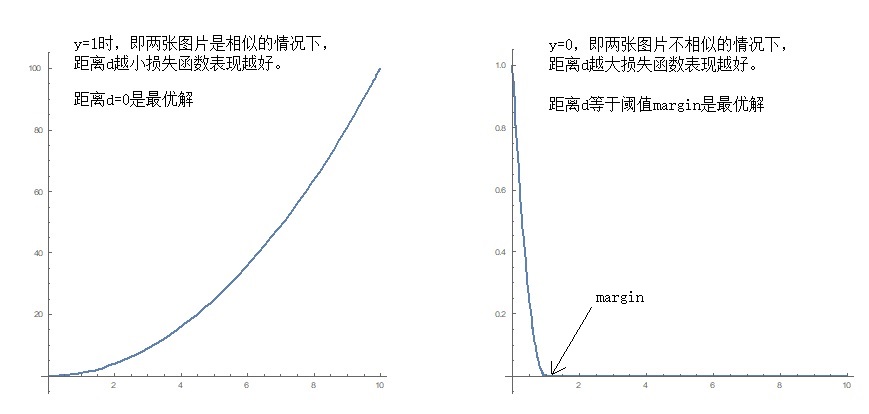 y=1时，即两张图片是相似的情况下，
距离d越小损失函数表现越好。
距离d=0是最优解
100
80
60
40
20
2
4
6
8
10
y=0，即两张图片不相似的情况下，
距离d越大损失函数表现越好。
距离d等于阈值margin是最优解
1.0
0.8
0.6
0.4
0.2
margin
2
4
6
8
10